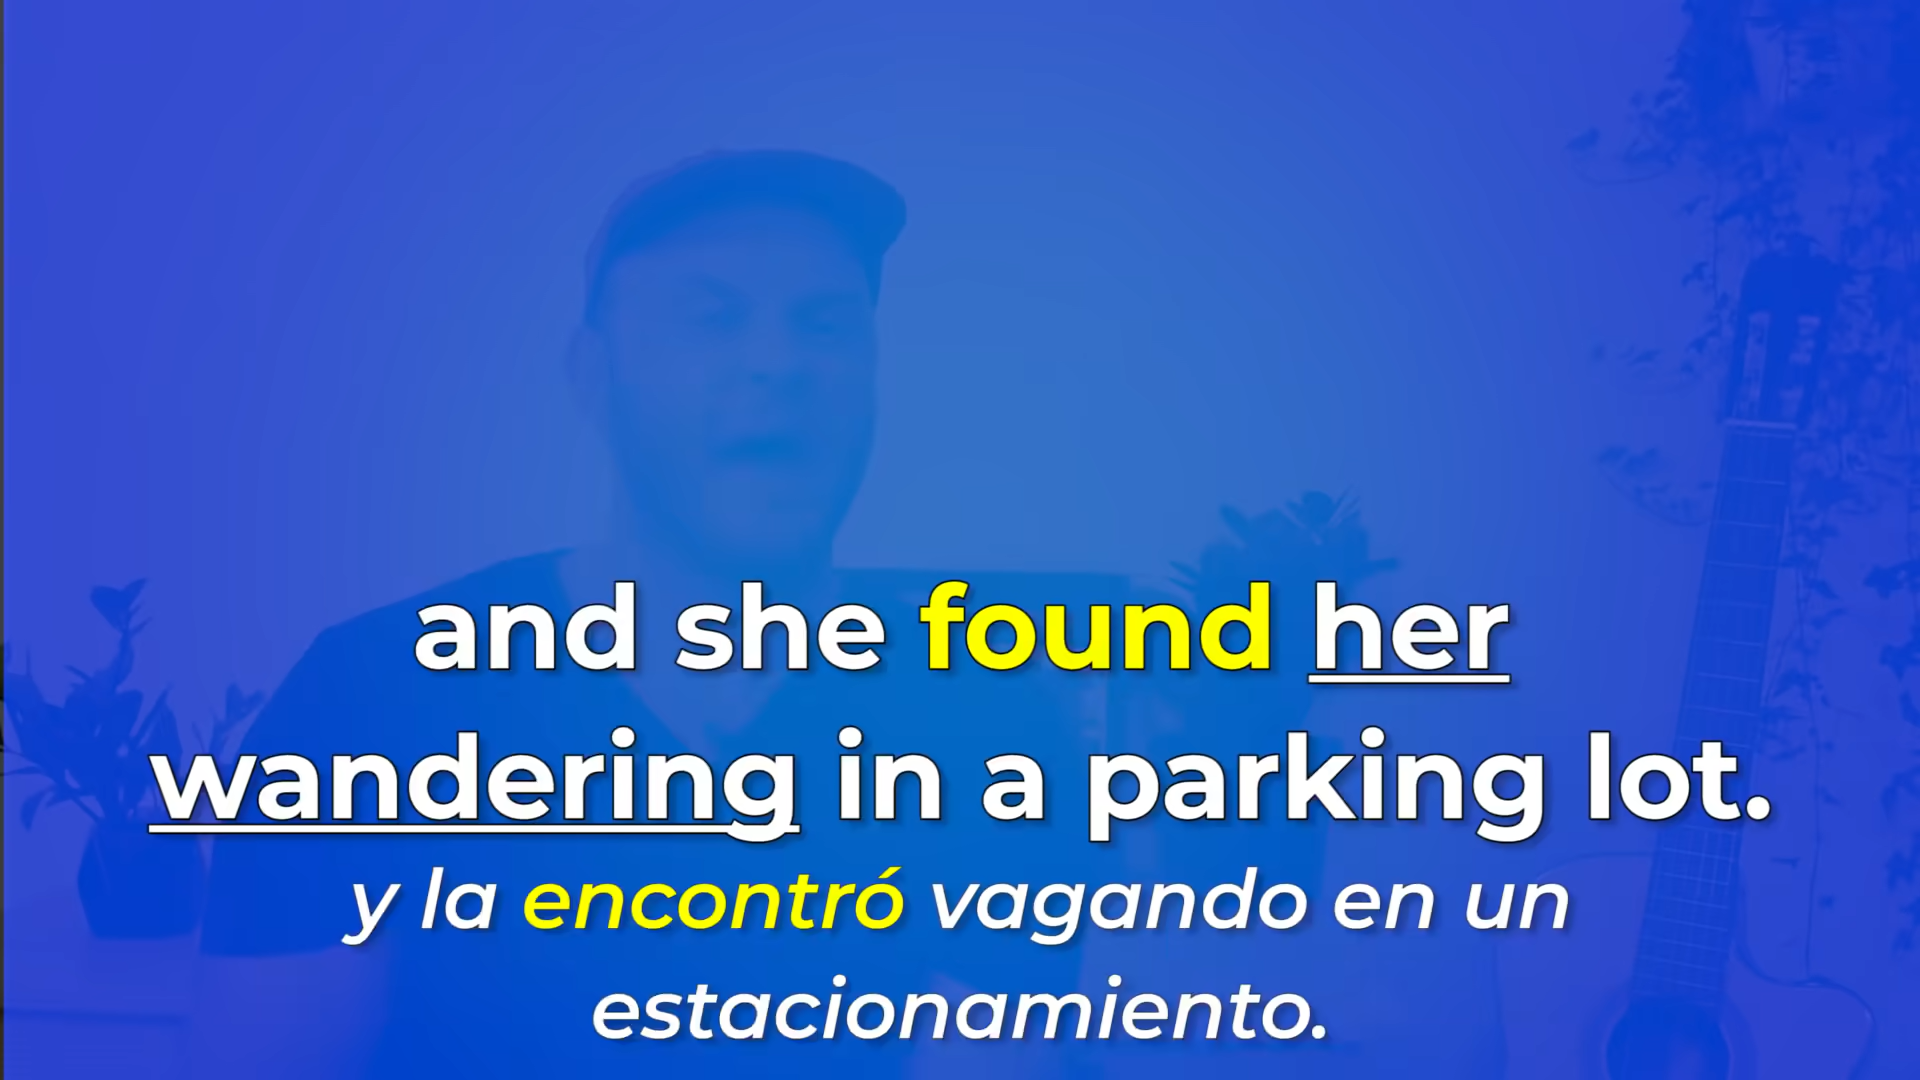 and she found her
wandering in a parking lot.
y la encontró vagando en un
estacionamiento.